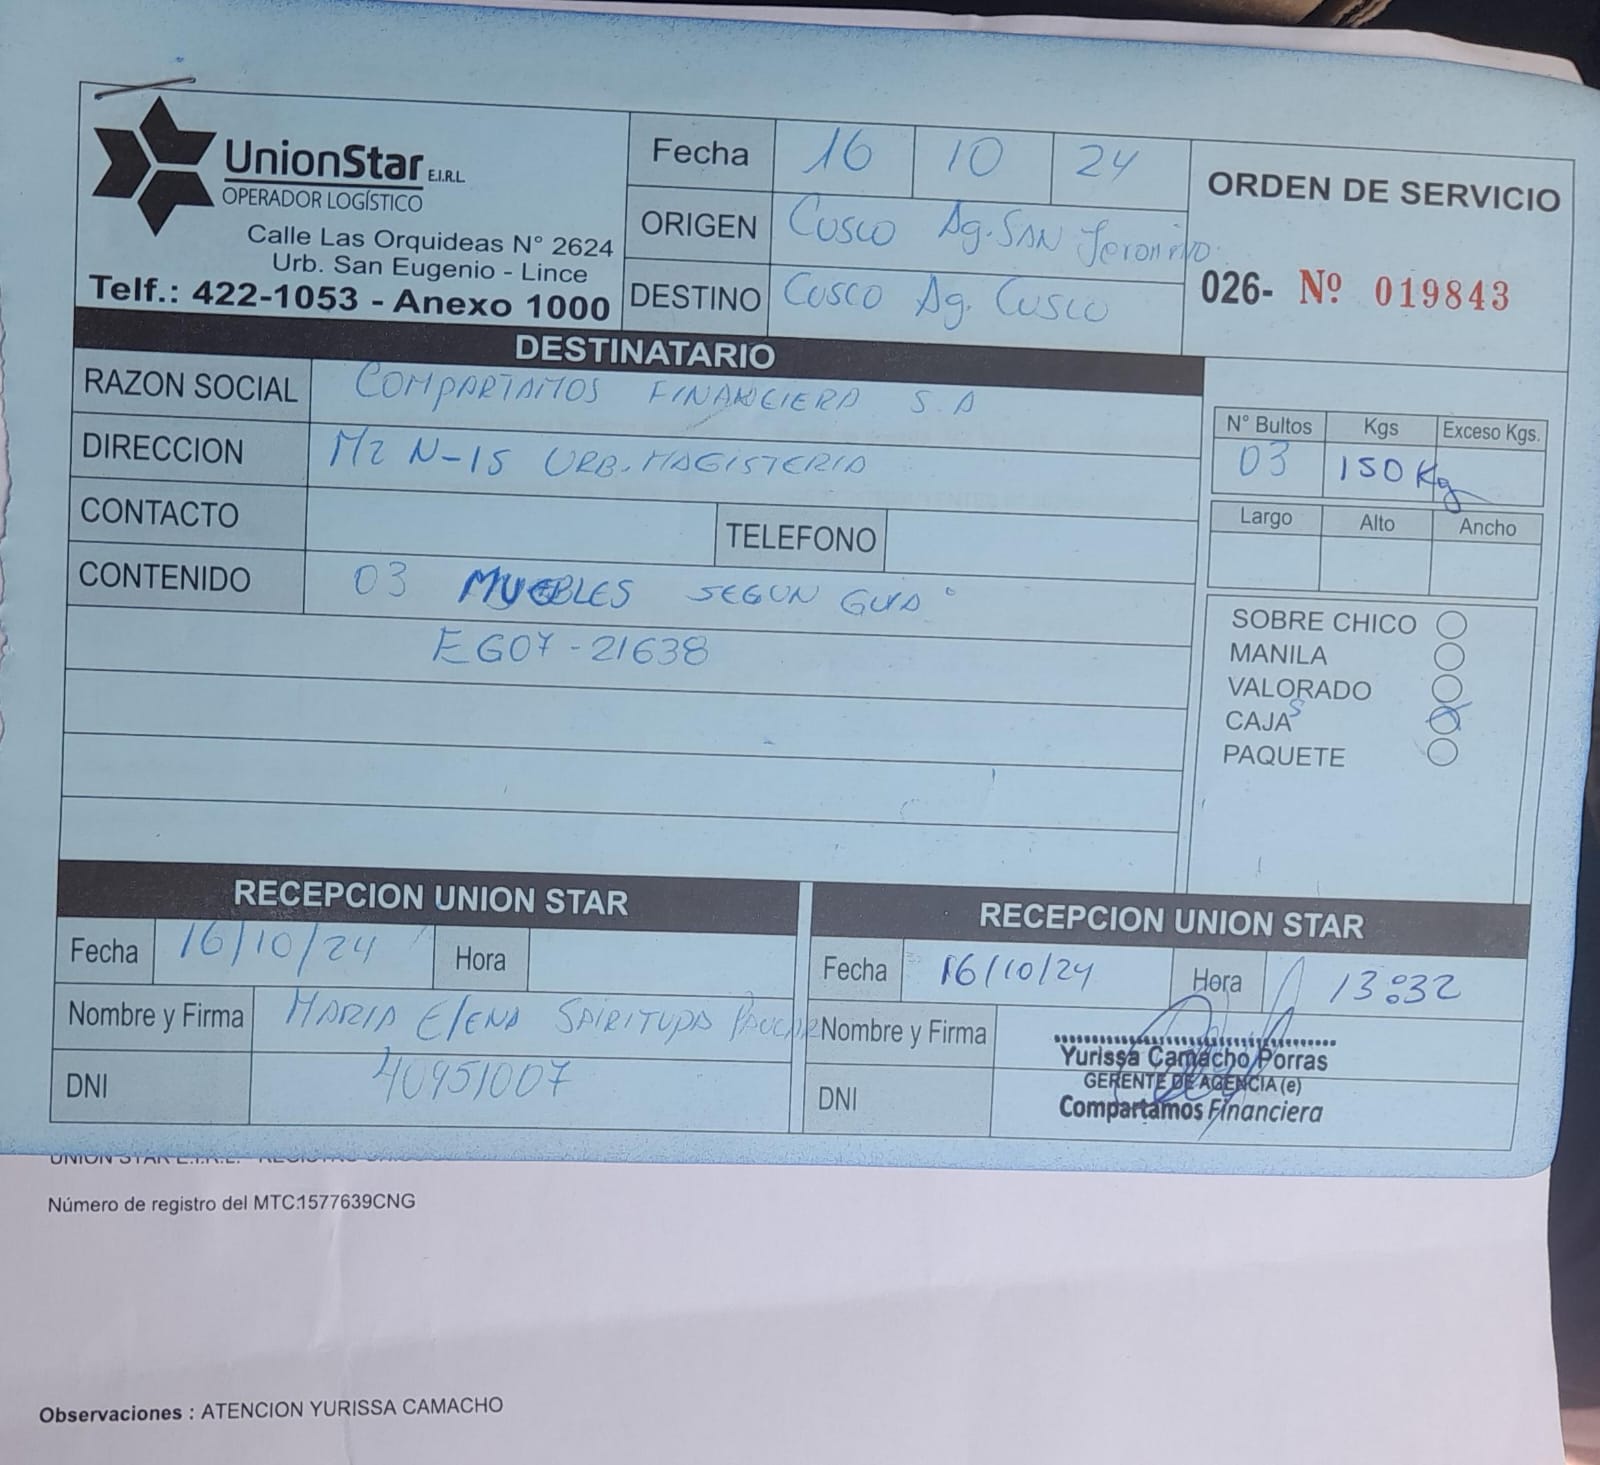 UnionStar E.I.R.L.
OPERADOR LOGÍSTICO
Calle Las Orquideas N° 2624
Urb. San Eugenio - Lince
Telf.: 422-1053 - Anexo 1000
Fecha 16 10 24
ORIGEN Cusco Ag. SAN Jeronimo.
DESTINO Cusco Ag. Cusco
ORDEN DE SERVICIO
026- Nº 019843
DESTINATARIO
RAZON SOCIAL COMPARTAMOS FINANCIERA S.A
DIRECCION Mz N-15 URB. MAGISTERIA
CONTACTO TELEFONO
CONTENIDO 03 MUEBLES SEGUN GUIA
EG07-21638
N° Bultos Kgs Exceso Kgs.
03 150 Kg
Largo Alto Ancho
SOBRE CHICO
MANILA
VALORADO
CAJAS
PAQUETE
RECEPCION UNION STAR
Fecha 16/10/24 Hora
Nombre y Firma MARIA ElENA
DNI 40951007
RECEPCION UNION STAR
Fecha 16/10/24 Hora 13:32
Nombre y Firma
Yurissa Camacho Porras
GERENTE DE AGENCIA (e)
DNI
Compartamos Financiera
UNION STAR E.I.R.L.
Número de registro del MTC:1577639CNG
Observaciones : ATENCION YURISSA CAMACHO